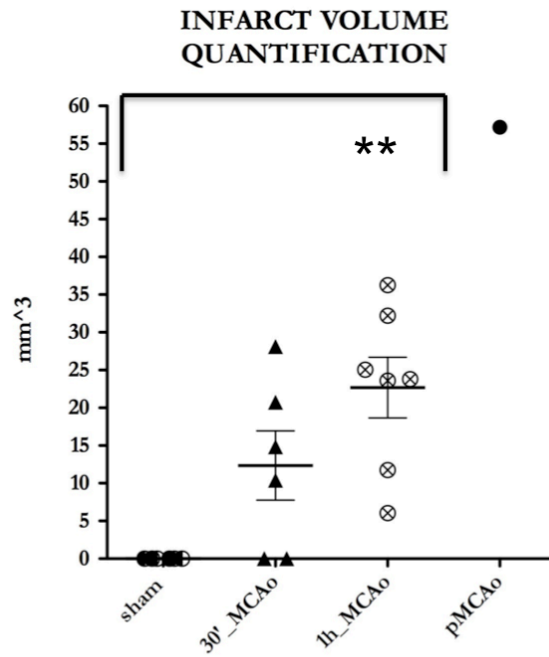 INFARCT VOLUME
QUANTIFICATION
**
mm^3
60
55
50
45
40
35
30
25
20
15
10
5
0
sham
30'_MCAo
1h_MCAo
pMCAo